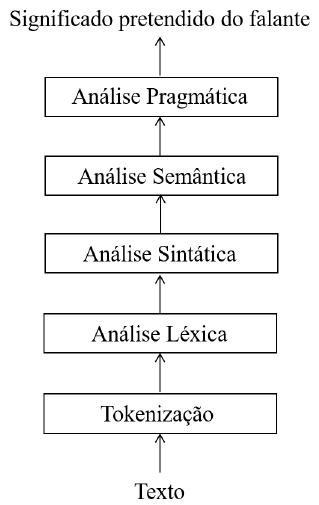 Significado pretendido do falante
Análise Pragmática
Análise Semântica
Análise Sintática
Análise Léxica
Tokenização
Texto